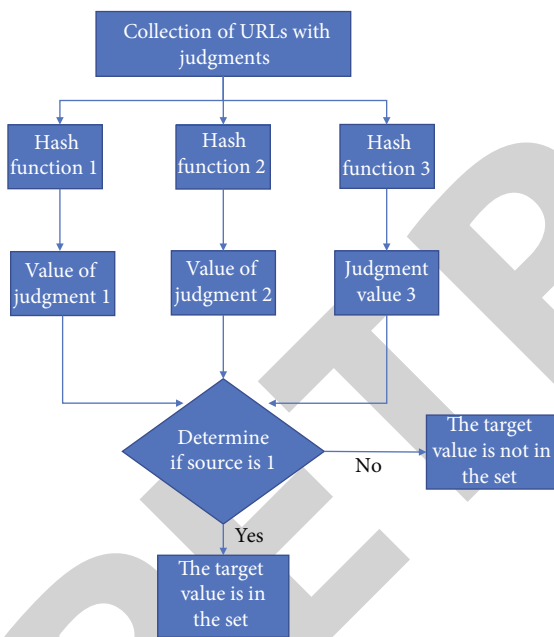 Collection of URLs with
judgments
Hash
function 1
Hash
function 2
Hash
function 3
Value of
judgment 1
Value of
judgment 2
Judgment
value 3
Determine
if source is 1
No
The target
value is not in
the set
Yes
The target
value is in
the set